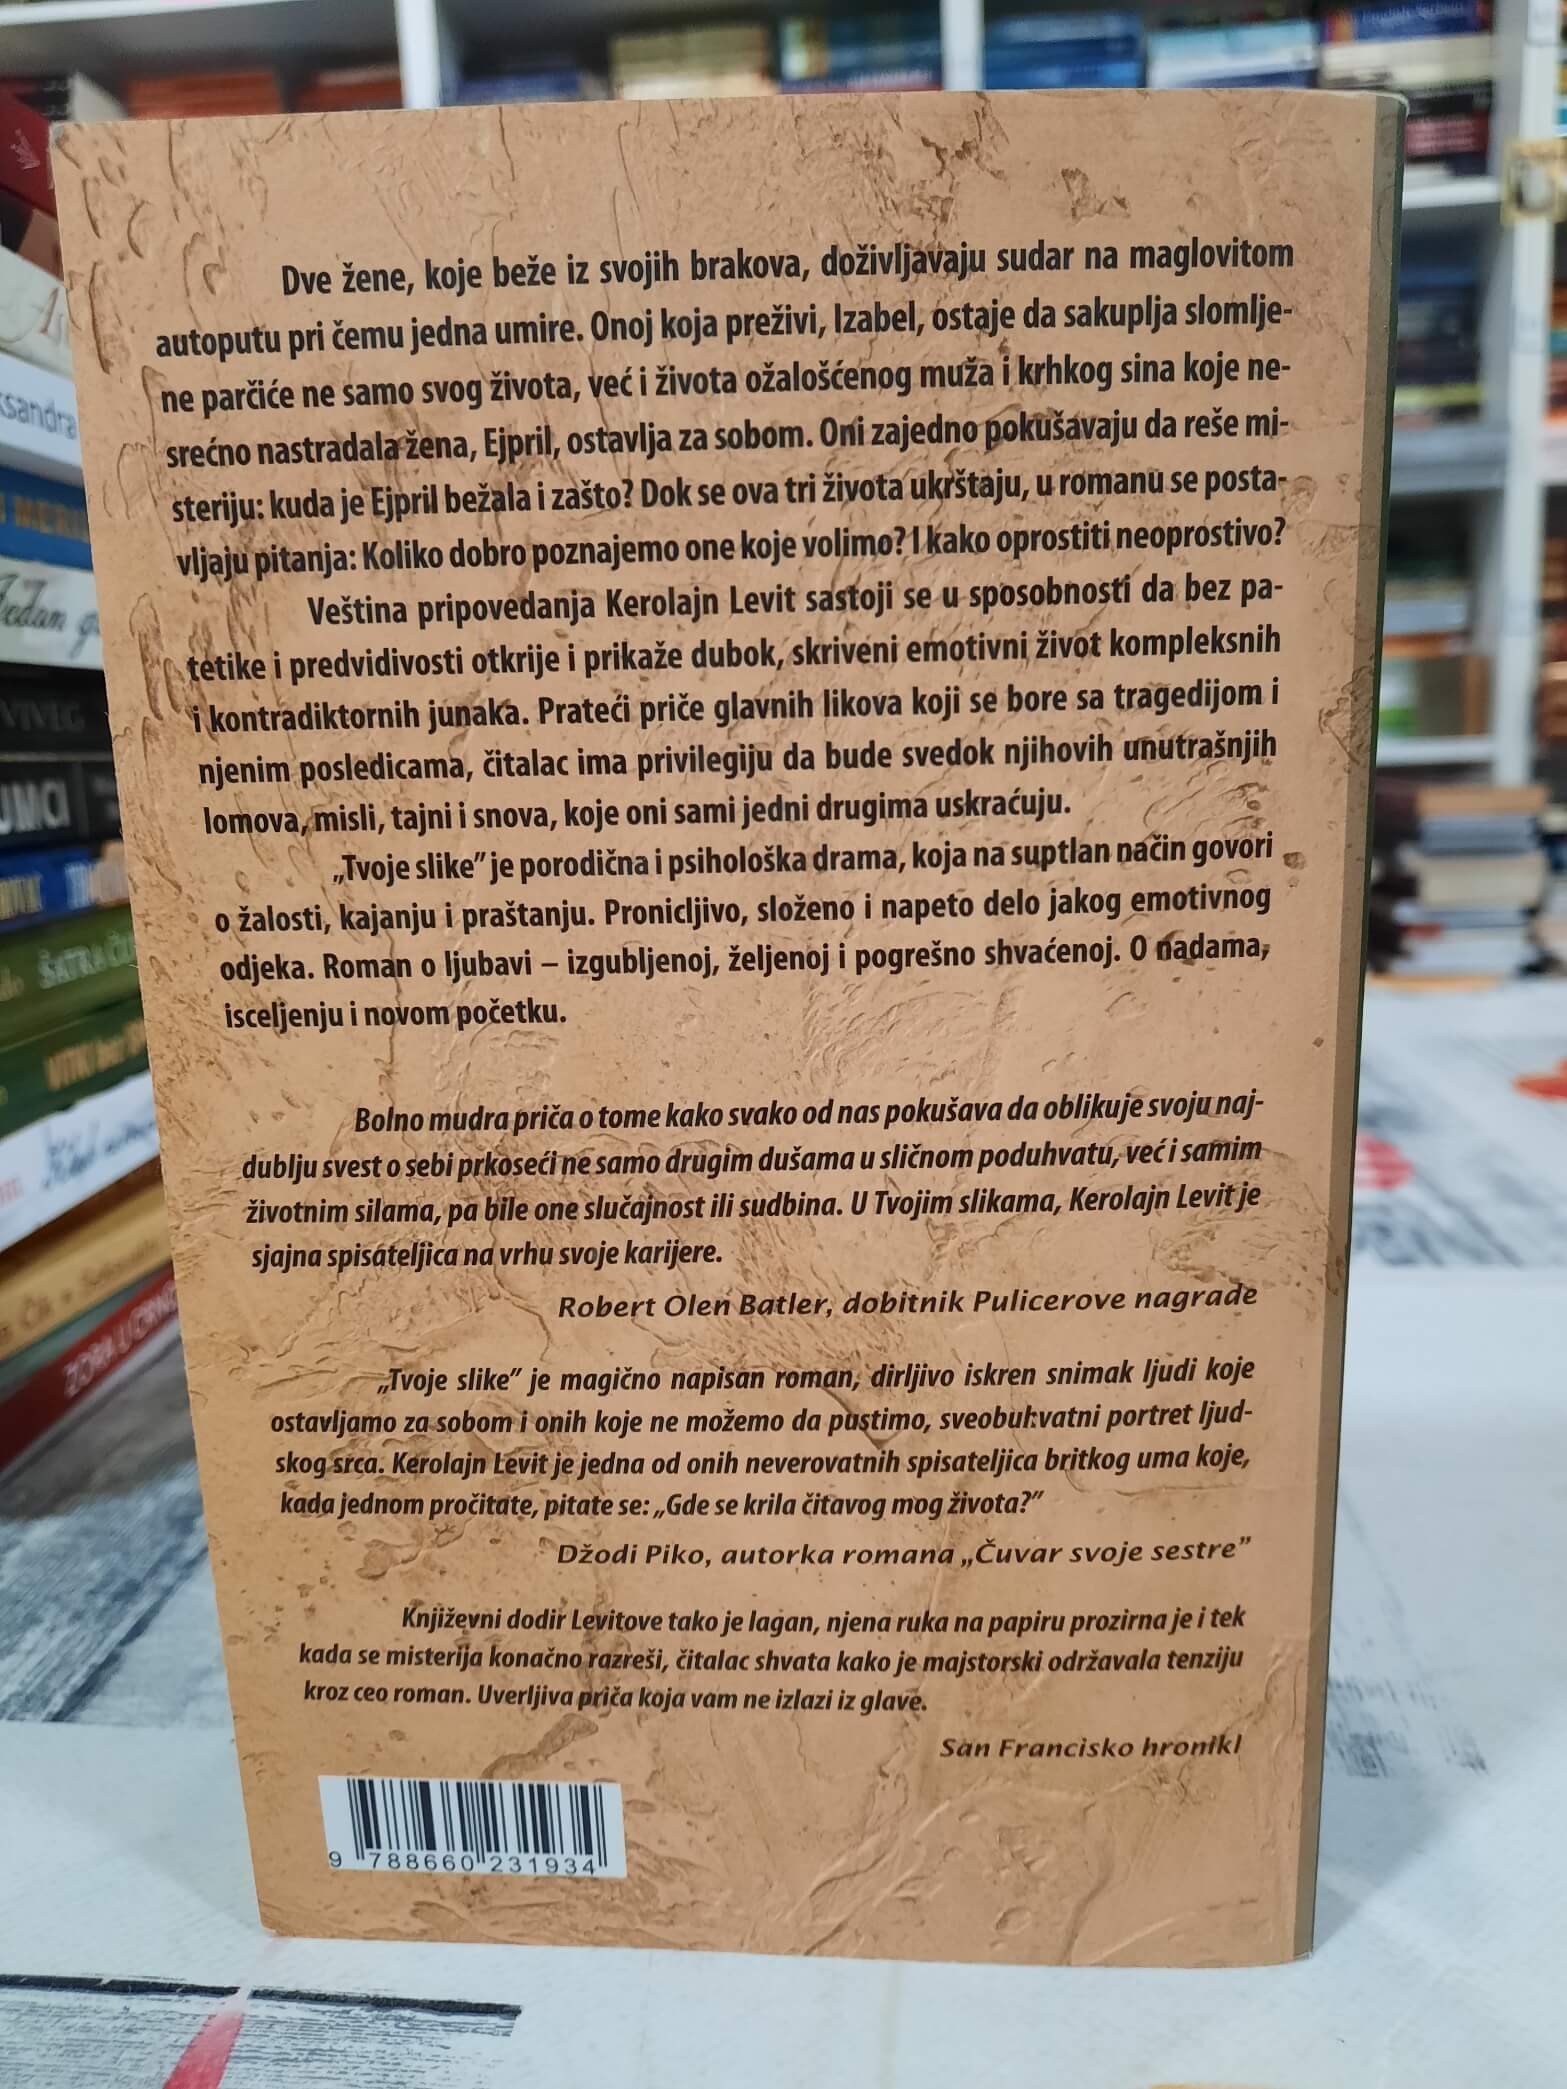 Dve žene, koje beže iz svojih brakova, doživljavaju sudar na maglovitom
autoputu pri čemu jedna umire. Onoj koja preživi, Izabel, ostaje da sakuplja slomlje-
ne parčiće ne samo svog života, već i života ožalošćenog muža i krhkog sina koje ne-
srećno nastradala žena, Ejpril, ostavlja za sobom. Oni zajedno pokušavaju da reše mi-
steriju: kuda je Ejpril bežala i zašto? Dok se ova tri života ukrštaju, u romanu se posta-
vljaju pitanja: Koliko dobro poznajemo one koje volimo? I kako oprostiti neoprostivo?
Veština pripovedanja Kerolajn Levit sastoji se u sposobnosti da bez pa-
tetike i predvidivosti otkrije i prikaže dubok, skriveni emotivni život kompleksnih
i kontradiktornih junaka. Prateći priče glavnih likova koji se bore sa tragedijom i
njenim posledicama, čitalac ima privilegiju da bude svedok njihovih unutrašnjih
lomova, misli, tajni i snova, koje oni sami jedni drugima uskraćuju.
„Tvoje slike” je porodična i psihološka drama, koja na suptlan način govori
o žalosti, kajanju i praštanju. Pronicljivo, složeno i napeto delo jakog emotivnog
odjeka. Roman o ljubavi – izgubljenoj, željenoj i pogrešno shvaćenoj. O nadama,
isceljenju i novom početku.
Bolno mudra priča o tome kako svako od nas pokušava da oblikuje svoju naj-
dublju svest o sebi prkoseći ne samo drugim dušama u sličnom poduhvatu, već i samim
životnim silama, pa bile one slučajnost ili sudbina. U Tvojim slikama, Kerolajn Levit je
sjajna spisateljica na vrhu svoje karijere.
Robert Olen Batler, dobitnik Pulicerove nagrade
„Tvoje slike” je magično napisan roman, dirljivo iskren snimak ljudi koje
ostavljamo za sobom i onih koje ne možemo da pustimo, sveobuhvatni portret ljud-
skog srca. Kerolajn Levit je jedna od onih neverovatnih spisateljica britkog uma koje,
kada jednom pročitate, pitate se: „Gde se krila čitavog mog života?”
Džodi Piko, autorka romana „Čuvar svoje sestre”
Književni dodir Levitove tako je lagan, njena ruka na papiru prozirna je i tek
kada se misterija konačno razreši, čitalac shvata kako je majstorski održavala tenziju
kroz ceo roman. Uverljiva priča koja vam ne izlazi iz glave.
San Francisko hronikl
9 788660 231934